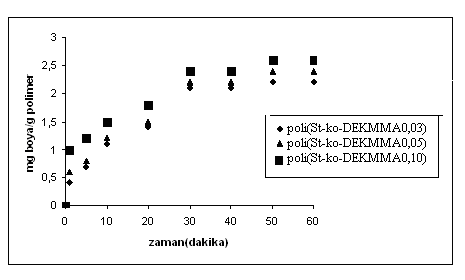 3
2,5
2
1,5
1
0,5
0
mg boya/g polimer
0 10 20 30 40 50 60
zaman(dakika)
poli(St-ko-DEKMMA0,03)
poli(St-ko-DEKMMA0,05)
poli(St-ko-DEKMMA0,10)